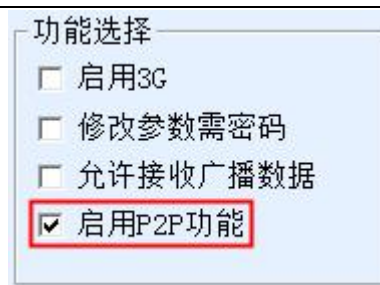 功能选择
启用3G
修改参数需密码
允许接收广播数据
启用P2P功能